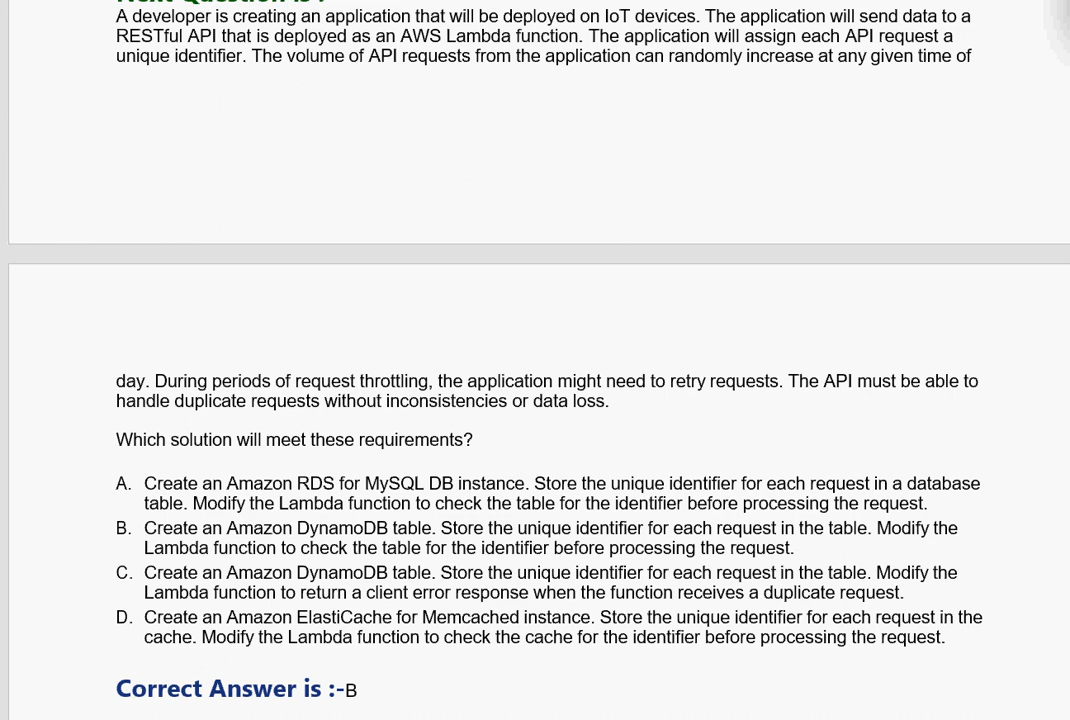 Next Question is :
A developer is creating an application that will be deployed on IoT devices. The application will send data to a
RESTful API that is deployed as an AWS Lambda function. The application will assign each API request a
unique identifier. The volume of API requests from the application can randomly increase at any given time of
day. During periods of request throttling, the application might need to retry requests. The API must be able to
handle duplicate requests without inconsistencies or data loss.
Which solution will meet these requirements?
A. Create an Amazon RDS for MySQL DB instance. Store the unique identifier for each request in a database
table. Modify the Lambda function to check the table for the identifier before processing the request.
B. Create an Amazon DynamoDB table. Store the unique identifier for each request in the table. Modify the
Lambda function to check the table for the identifier before processing the request.
C. Create an Amazon DynamoDB table. Store the unique identifier for each request in the table. Modify the
Lambda function to return a client error response when the function receives a duplicate request.
D. Create an Amazon ElastiCache for Memcached instance. Store the unique identifier for each request in the
cache. Modify the Lambda function to check the cache for the identifier before processing the request.
Correct Answer is :-B